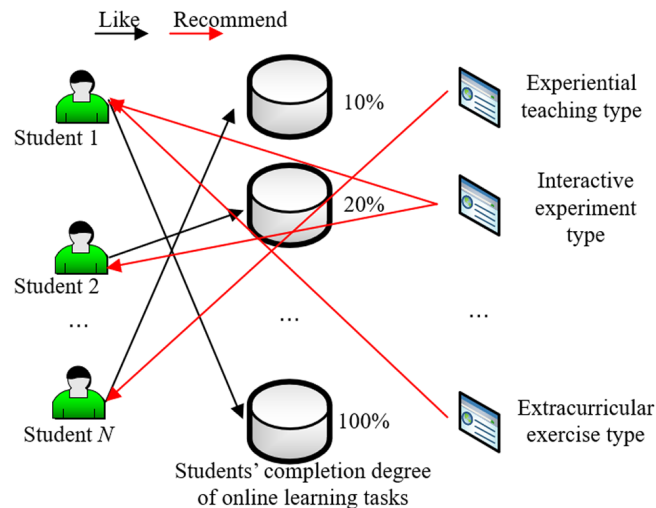 Like Recommend
Student 1
10%
Experiential
teaching type
Student 2
20%
Interactive
experiment
type
...
...
...
Student N
100%
Extracurricular
exercise type
Students’ completion degree
of online learning tasks